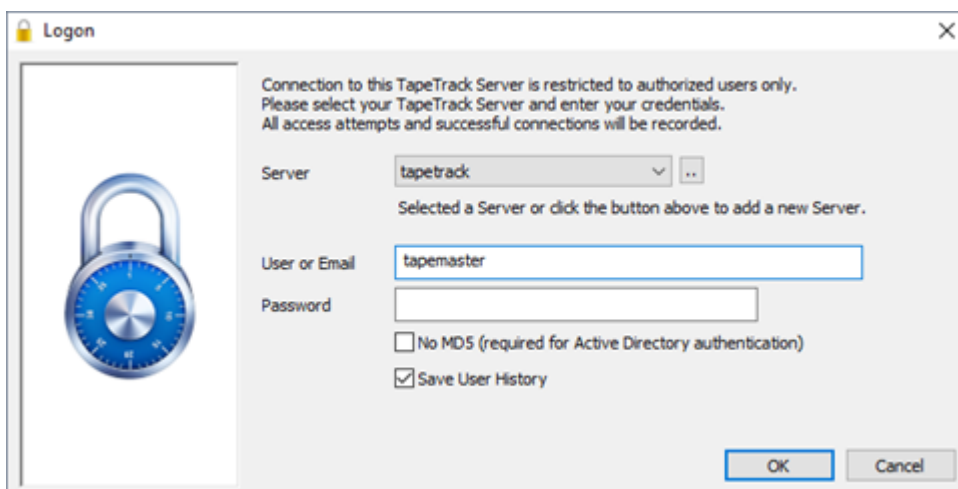 Logon
Connection to this TapeTrack Server is restricted to authorized users only.
Please select your TapeTrack Server and enter your credentials.
All access attempts and successful connections will be recorded.
Server
tapetrack
..
Selected a Server or click the button above to add a new Server.
User or Email
tapemaster
Password
No MD5 (required for Active Directory authentication)
Save User History
OK
Cancel